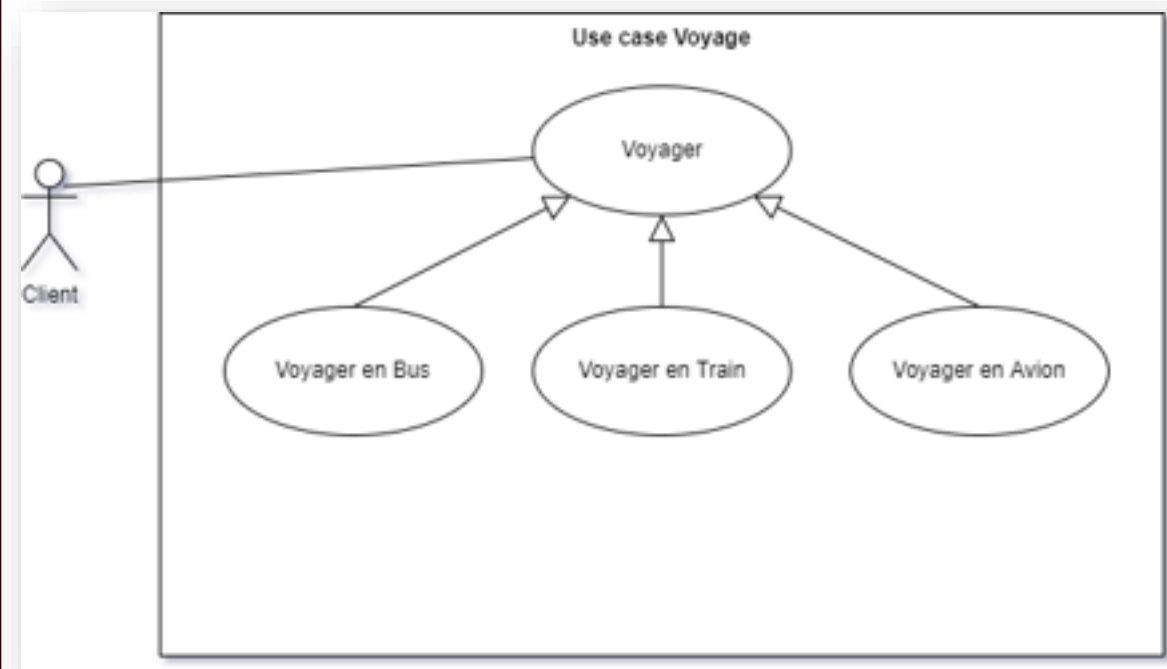 Use case Voyage
Voyager
Client
Voyager en Bus
Voyager en Train
Voyager en Avion